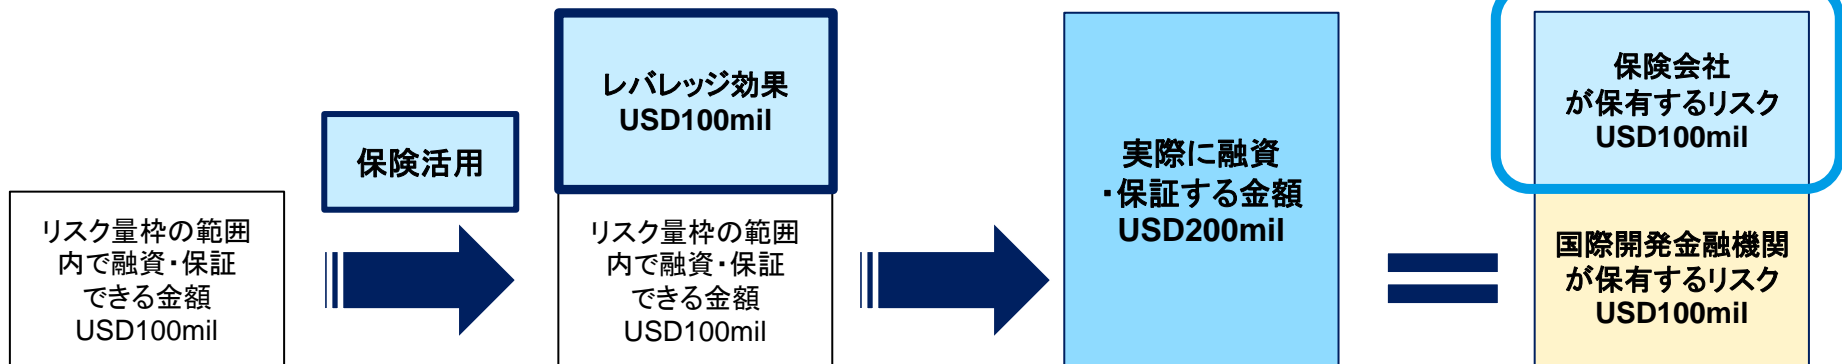 リスク量枠の範囲
内で融資・保証
できる金額
USD100mil
保険活用
レバレッジ効果
USD100mil
リスク量枠の範囲
内で融資・保証
できる金額
USD100mil
実際に融資
・保証する金額
USD200mil
保険会社
が保有するリスク
USD100mil
国際開発金融機関
が保有するリスク
USD100mil